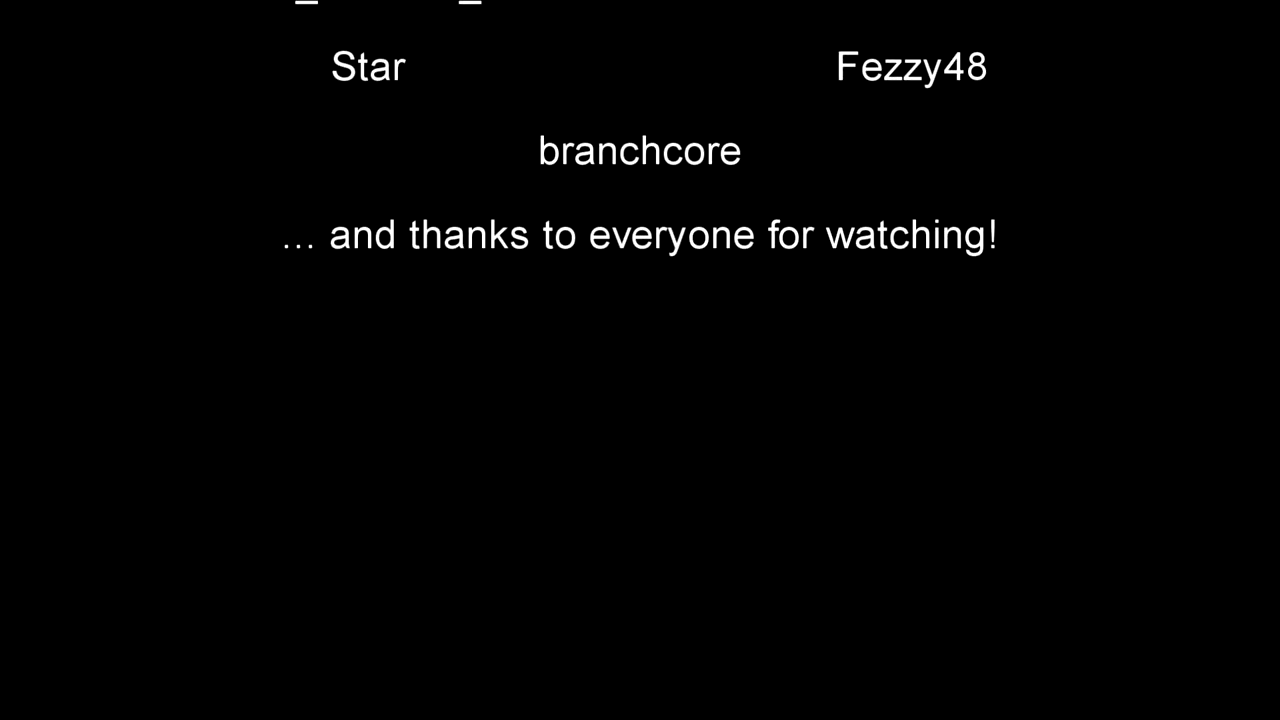 Star Fezzy48
branchcore
... and thanks to everyone for watching!